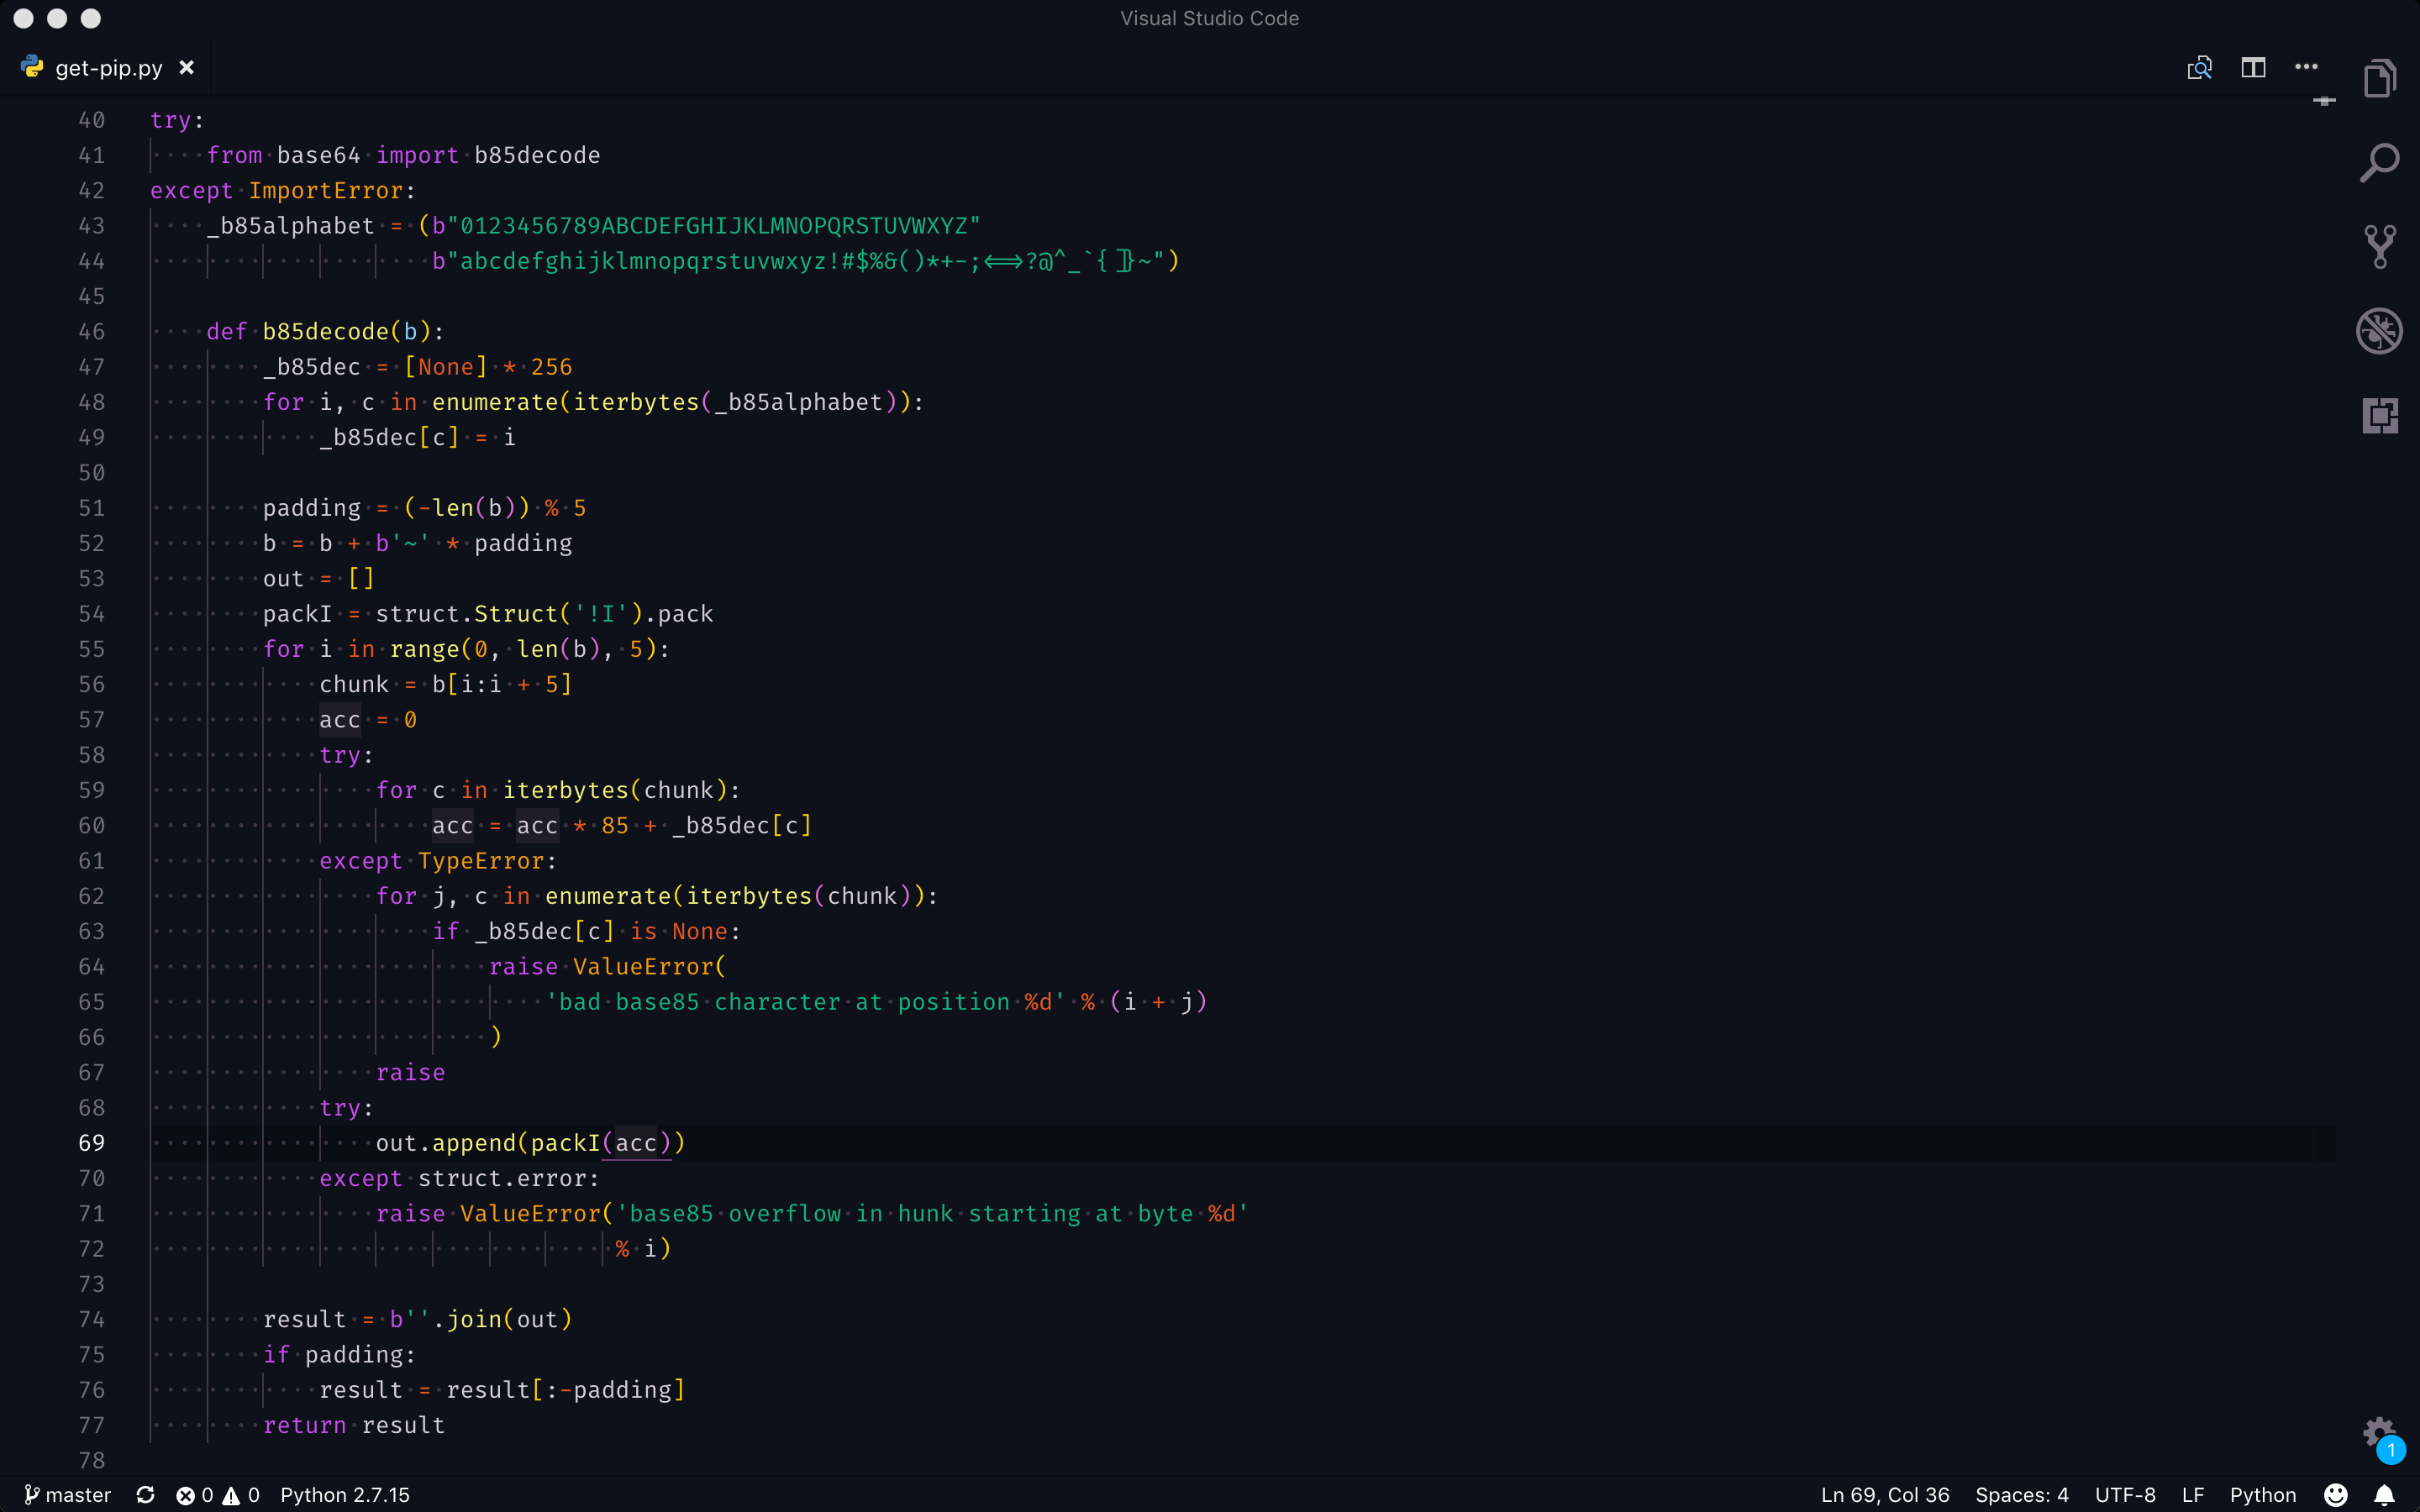 Visual Studio Code
get-pip.py
40 try:
41     from base64 import b85decode
42 except ImportError:
43     _b85alphabet = (b"0123456789ABCDEFGHIJKLMNOPQRSTUVWXYZ"
44                     b"abcdefghijklmnopqrstuvwxyz!#$%&()*+-;<=>?@^_`{|}~")
45
46     def b85decode(b):
47         _b85dec = [None] * 256
48         for i, c in enumerate(iterbytes(_b85alphabet)):
49             _b85dec[c] = i
50
51         padding = (-len(b)) % 5
52         b = b + b'~' * padding
53         out = []
54         packI = struct.Struct('!I').pack
55         for i in range(0, len(b), 5):
56             chunk = b[i:i + 5]
57             acc = 0
58             try:
59                 for c in iterbytes(chunk):
60                     acc = acc * 85 + _b85dec[c]
61             except TypeError:
62                 for j, c in enumerate(iterbytes(chunk)):
63                     if _b85dec[c] is None:
64                         raise ValueError(
65                             'bad base85 character at position %d' % (i + j)
66                         )
67                 raise
68             try:
69                 out.append(packI(acc))
70             except struct.error:
71                 raise ValueError('base85 overflow in hunk starting at byte %d'
72                                  % i)
73
74         result = b''.join(out)
75         if padding:
76             result = result[:-padding]
77         return result
78
1
master 0 0 Python 2.7.15 Ln 69, Col 36 Spaces: 4 UTF-8 LF Python